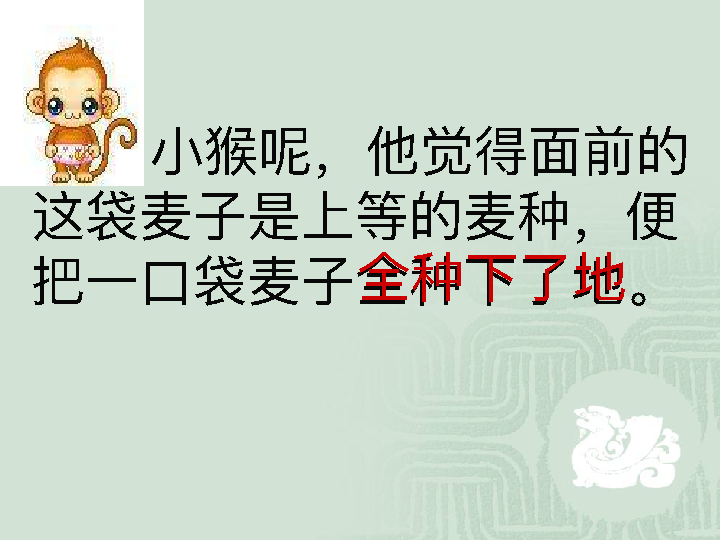 小猴呢，他觉得面前的
这袋麦子是上等的麦种，便
把一口袋麦子全种下了地。